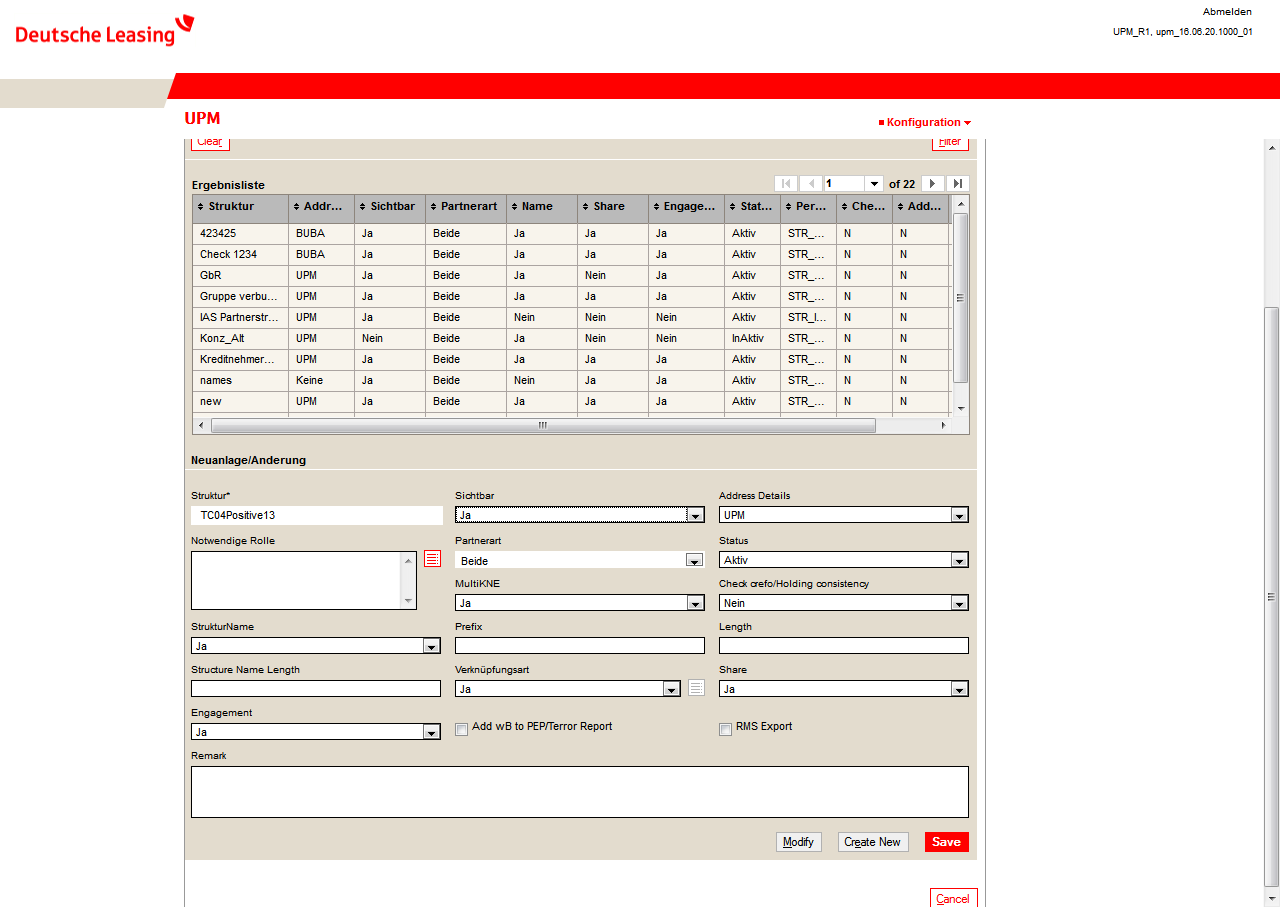 Deutsche Leasing
Abmelden
UPM_R1, upm_16.06.20.1000_01
UPM
Konfiguration
Clear
Filter
Ergebnisliste
1 of 22
Struktur Addr... Sichtbar Partnerart Name Share Engage... Stat... Per... Che... Add...
423425 BUBA Ja Beide Ja Ja Ja Aktiv STR_... N N
Check 1234 BUBA Ja Beide Ja Ja Ja Aktiv STR_... N N
GbR UPM Ja Beide Ja Nein Ja Aktiv STR_... N N
Gruppe verbu... UPM Ja Beide Ja Ja Ja Aktiv STR_... N N
IAS Partnerstr... UPM Ja Beide Nein Nein Nein Aktiv STR_I... N N
Konz_Alt UPM Nein Beide Ja Nein Nein InAktiv STR_... N N
Kreditnehmer... UPM Ja Beide Ja Ja Ja Aktiv STR_... N N
names Keine Ja Beide Nein Ja Ja Aktiv STR_... N N
new UPM Ja Beide Ja Ja Ja Aktiv STR_... N N
Neuanlage/Anderung
Struktur* Sichtbar Address Details
TC04Positive13 Ja UPM
Notwendige Rolle Partnerart Status
Beide Aktiv
MultiKNE Check crefo/Holding consistency
Ja Nein
StrukturName Prefix Length
Ja
Structure Name Length Verknüpfungsart Share
Ja Ja
Engagement
Ja Add wB to PEP/Terror Report RMS Export
Remark
Modify Create New Save
Cancel